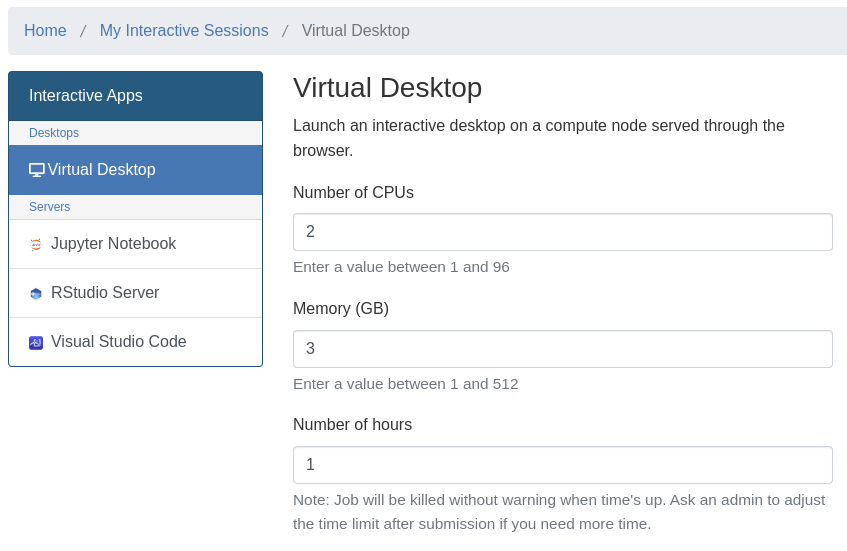 Home / My Interactive Sessions / Virtual Desktop
Interactive Apps
Desktops
Virtual Desktop
Servers
Jupyter Notebook
RStudio Server
Visual Studio Code
Virtual Desktop
Launch an interactive desktop on a compute node served through the
browser.
Number of CPUs
2
Enter a value between 1 and 96
Memory (GB)
3
Enter a value between 1 and 512
Number of hours
1
Note: Job will be killed without warning when time's up. Ask an admin to adjust
the time limit after submission if you need more time.